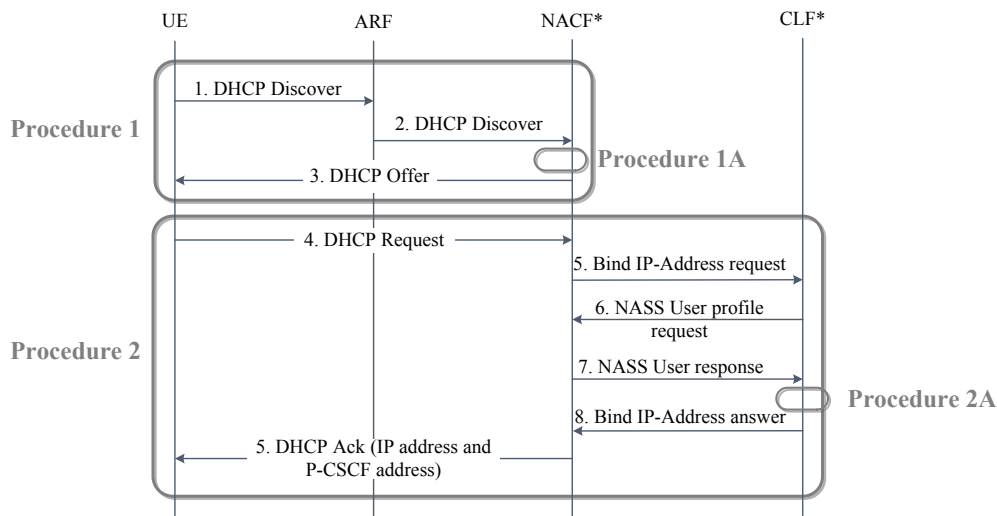 UE
ARF
NACF*
CLF*
1. DHCP Discover
Procedure 1
2. DHCP Discover
Procedure 1A
3. DHCP Offer
4. DHCP Request
5. Bind IP-Address request
6. NASS User profile
request
Procedure 2
7. NASS User response
Procedure 2A
8. Bind IP-Address answer
5. DHCP Ack (IP address and
P-CSCF address)